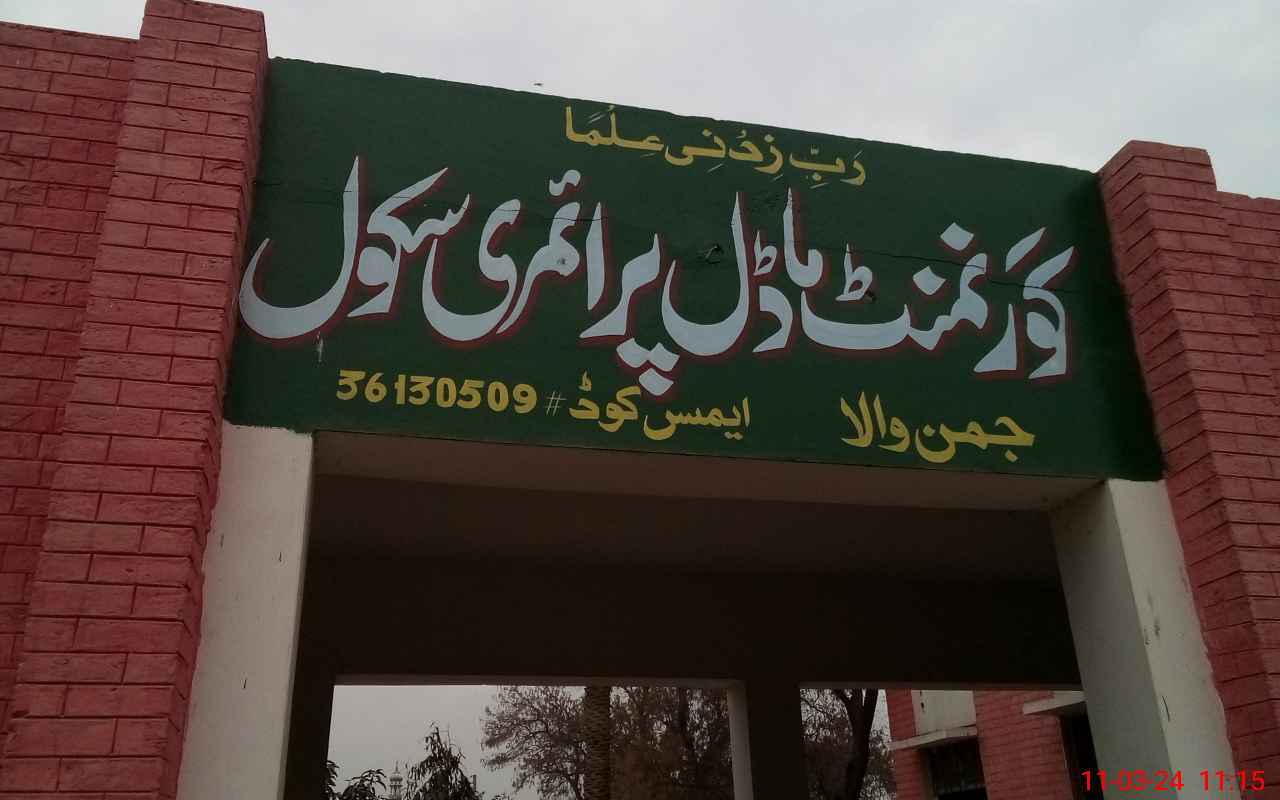 رَبِّ زِدْنِی عِلْمًا
گورنمنٹ ماڈل پرائمری سکول
جمن والا ایمس کوڈ # 36130509
11-03-24 11:15